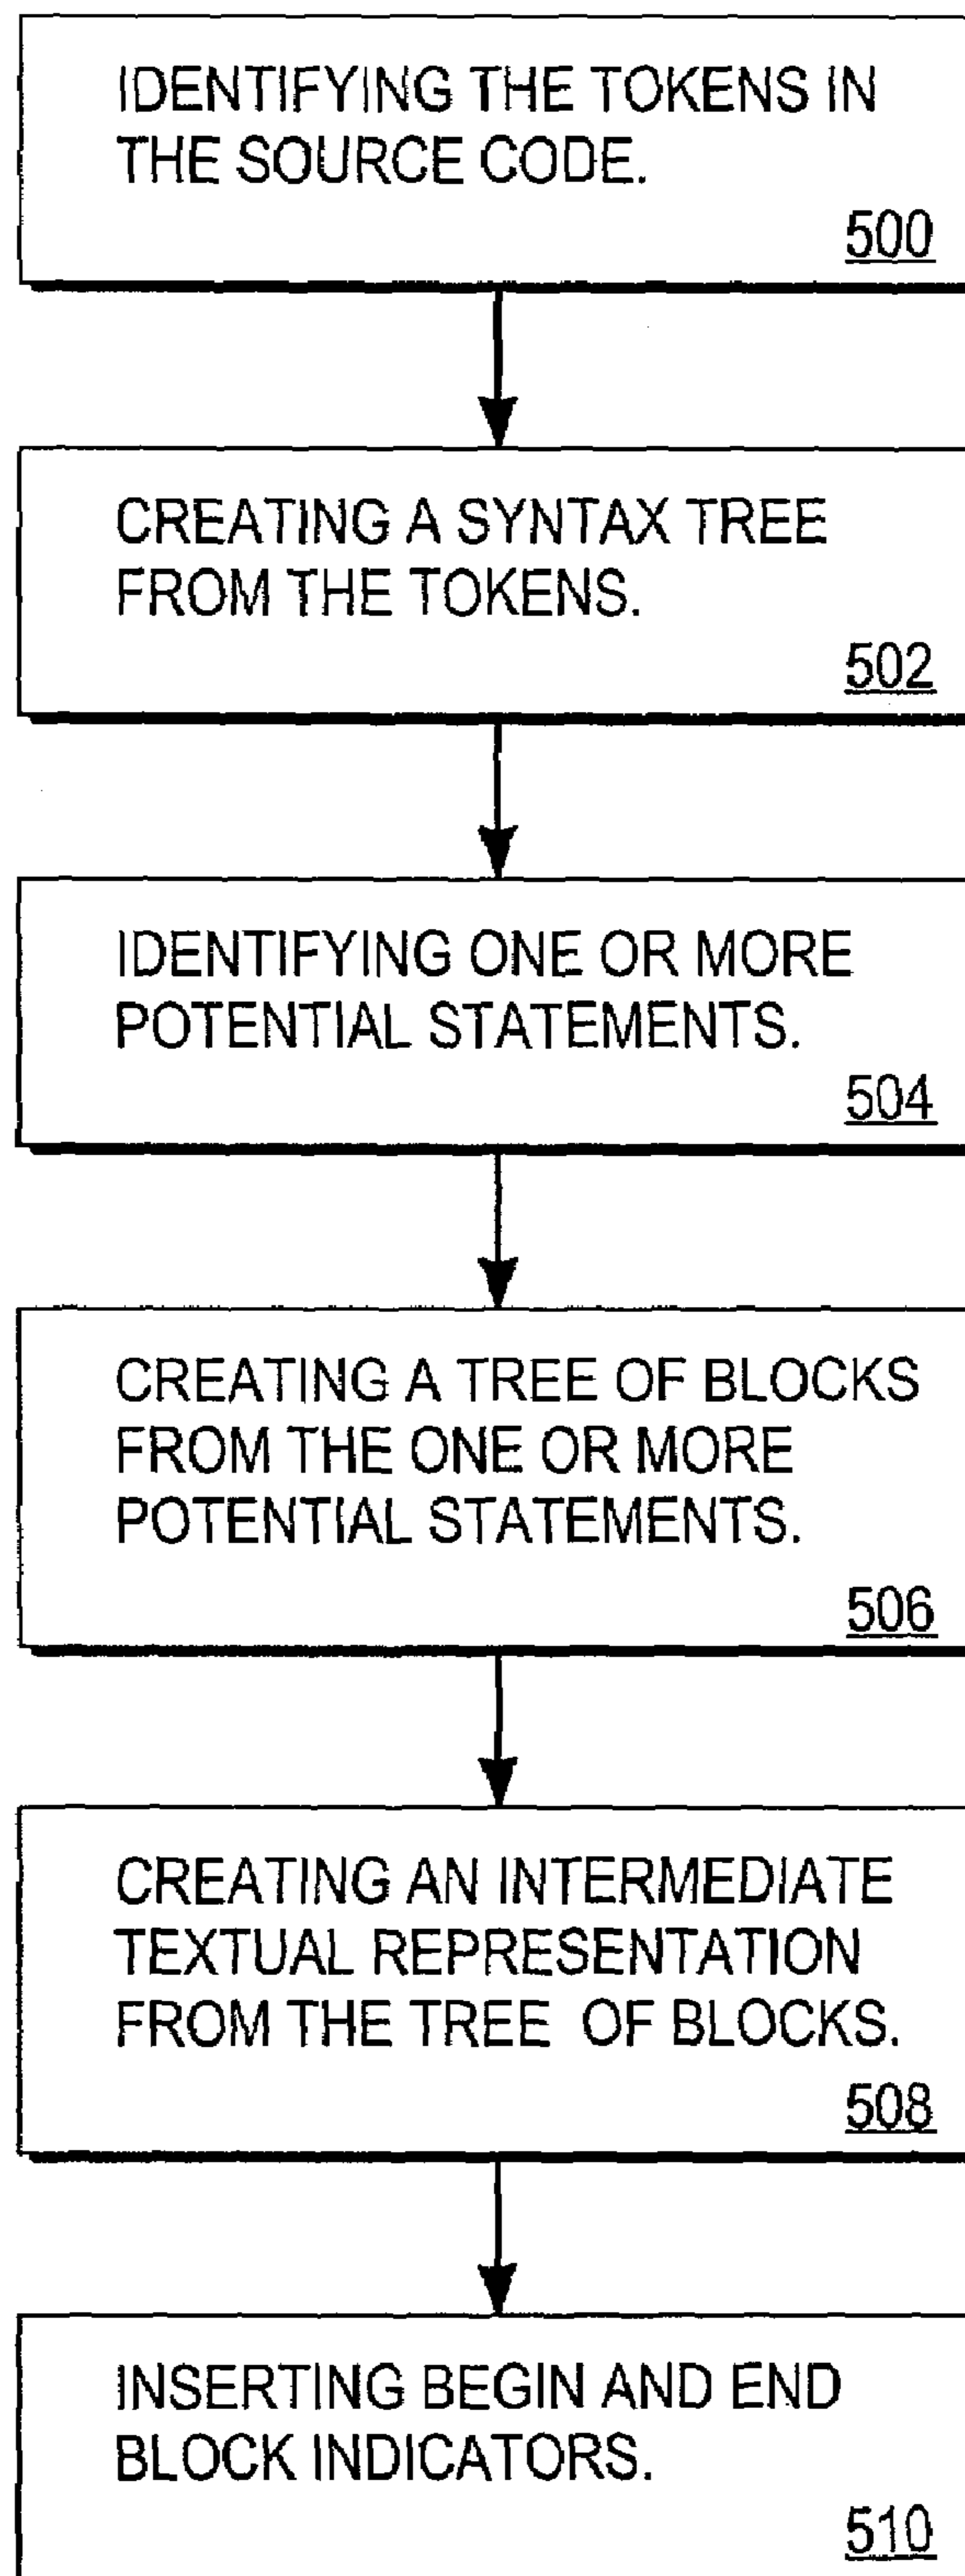 IDENTIFYING THE TOKENS IN
THE SOURCE CODE.
500
CREATING A SYNTAX TREE
FROM THE TOKENS.
502
IDENTIFYING ONE OR MORE
POTENTIAL STATEMENTS.
504
CREATING A TREE OF BLOCKS
FROM THE ONE OR MORE
POTENTIAL STATEMENTS.
506
CREATING AN INTERMEDIATE
TEXTUAL REPRESENTATION
FROM THE TREE OF BLOCKS.
508
INSERTING BEGIN AND END
BLOCK INDICATORS.
510